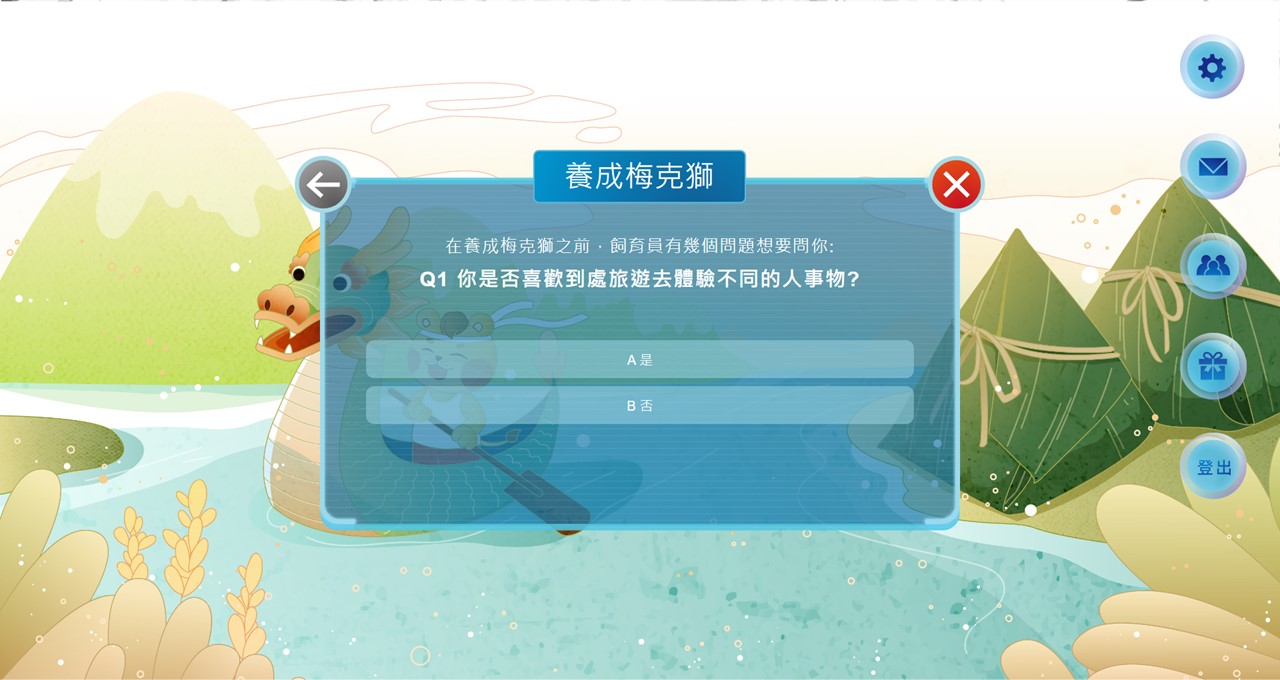 養成梅克獅
在養成梅克獅之前，飼育員有幾個問題想要問你:
Q1 你是否喜歡到處旅遊去體驗不同的人事物?
A 是
B 否
登出